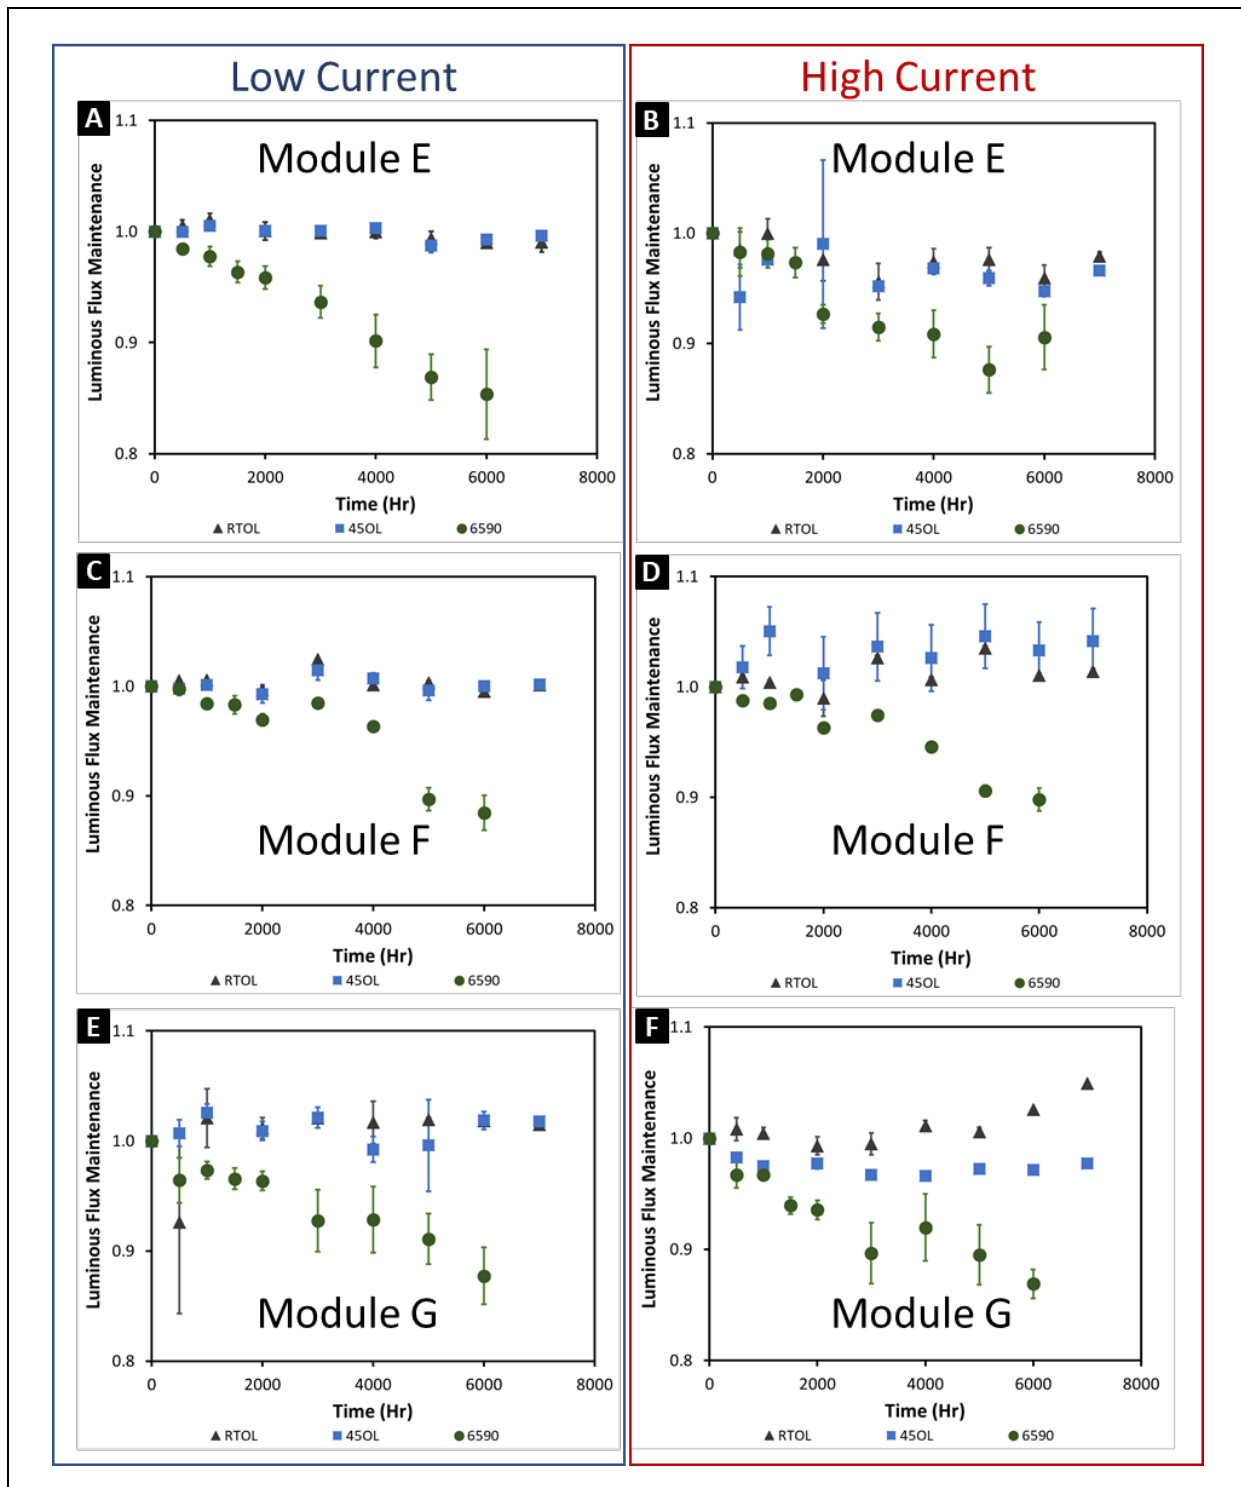 Low Current
High Current
A
1.1
Module E
1.0
0.9
0.8
Luminous Flux Maintenance
0 2000 4000 6000 8000
Time (Hr)
RTOL 45OL 6590
B
1.1
Module E
1.0
0.9
0.8
Luminous Flux Maintenance
0 2000 4000 6000 8000
Time (Hr)
RTOL 45OL 6590
C
1.1
1.0
0.9
Module F
0.8
Luminous Flux Maintenance
0 2000 4000 6000 8000
Time (Hr)
RTOL 45OL 6590
D
1.1
1.0
0.9
Module F
0.8
Luminous Flux Maintenance
0 2000 4000 6000 8000
Time (Hr)
RTOL 45OL 6590
E
1.1
1.0
0.9
Module G
0.8
Luminous Flux Maintenance
0 2000 4000 6000 8000
Time (Hr)
RTOL 45OL 6590
F
1.1
1.0
0.9
Module G
0.8
Luminous Flux Maintenance
0 2000 4000 6000 8000
Time (Hr)
RTOL 45OL 6590